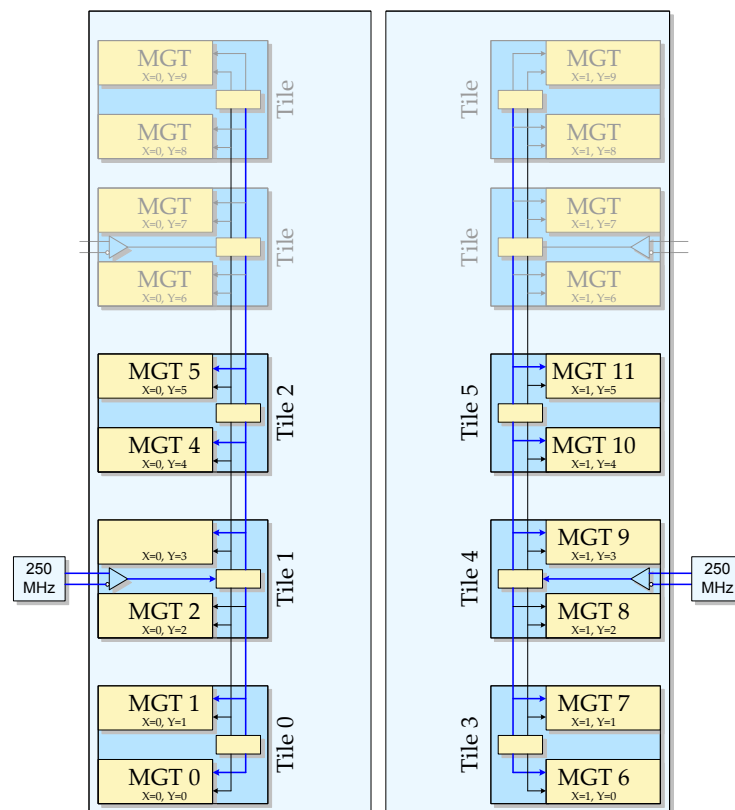 MGT
X=0, Y=9
MGT
X=0, Y=8
Tile
MGT
X=0, Y=7
MGT
X=0, Y=6
Tile
MGT 5
X=0, Y=5
MGT 4
X=0, Y=4
Tile 2
X=0, Y=3
MGT 2
X=0, Y=2
Tile 1
250
MHz
MGT 1
X=0, Y=1
MGT 0
X=0, Y=0
Tile 0
Tile
MGT
X=1, Y=9
MGT
X=1, Y=8
Tile
MGT
X=1, Y=7
MGT
X=1, Y=6
Tile 5
MGT 11
X=1, Y=5
MGT 10
X=1, Y=4
Tile 4
MGT 9
X=1, Y=3
MGT 8
X=1, Y=2
250
MHz
Tile 3
MGT 7
X=1, Y=1
MGT 6
X=1, Y=0